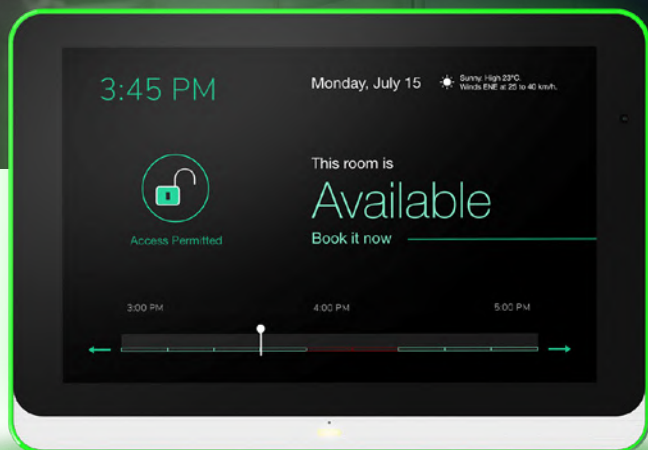 3:45 PM
Monday, July 15
Sunny. High 23°C.
Winds ENE at 25 to 40 km/h.
This room is
Available
Book it now
Access Permitted
3:00 PM
4:00 PM
5:00 PM